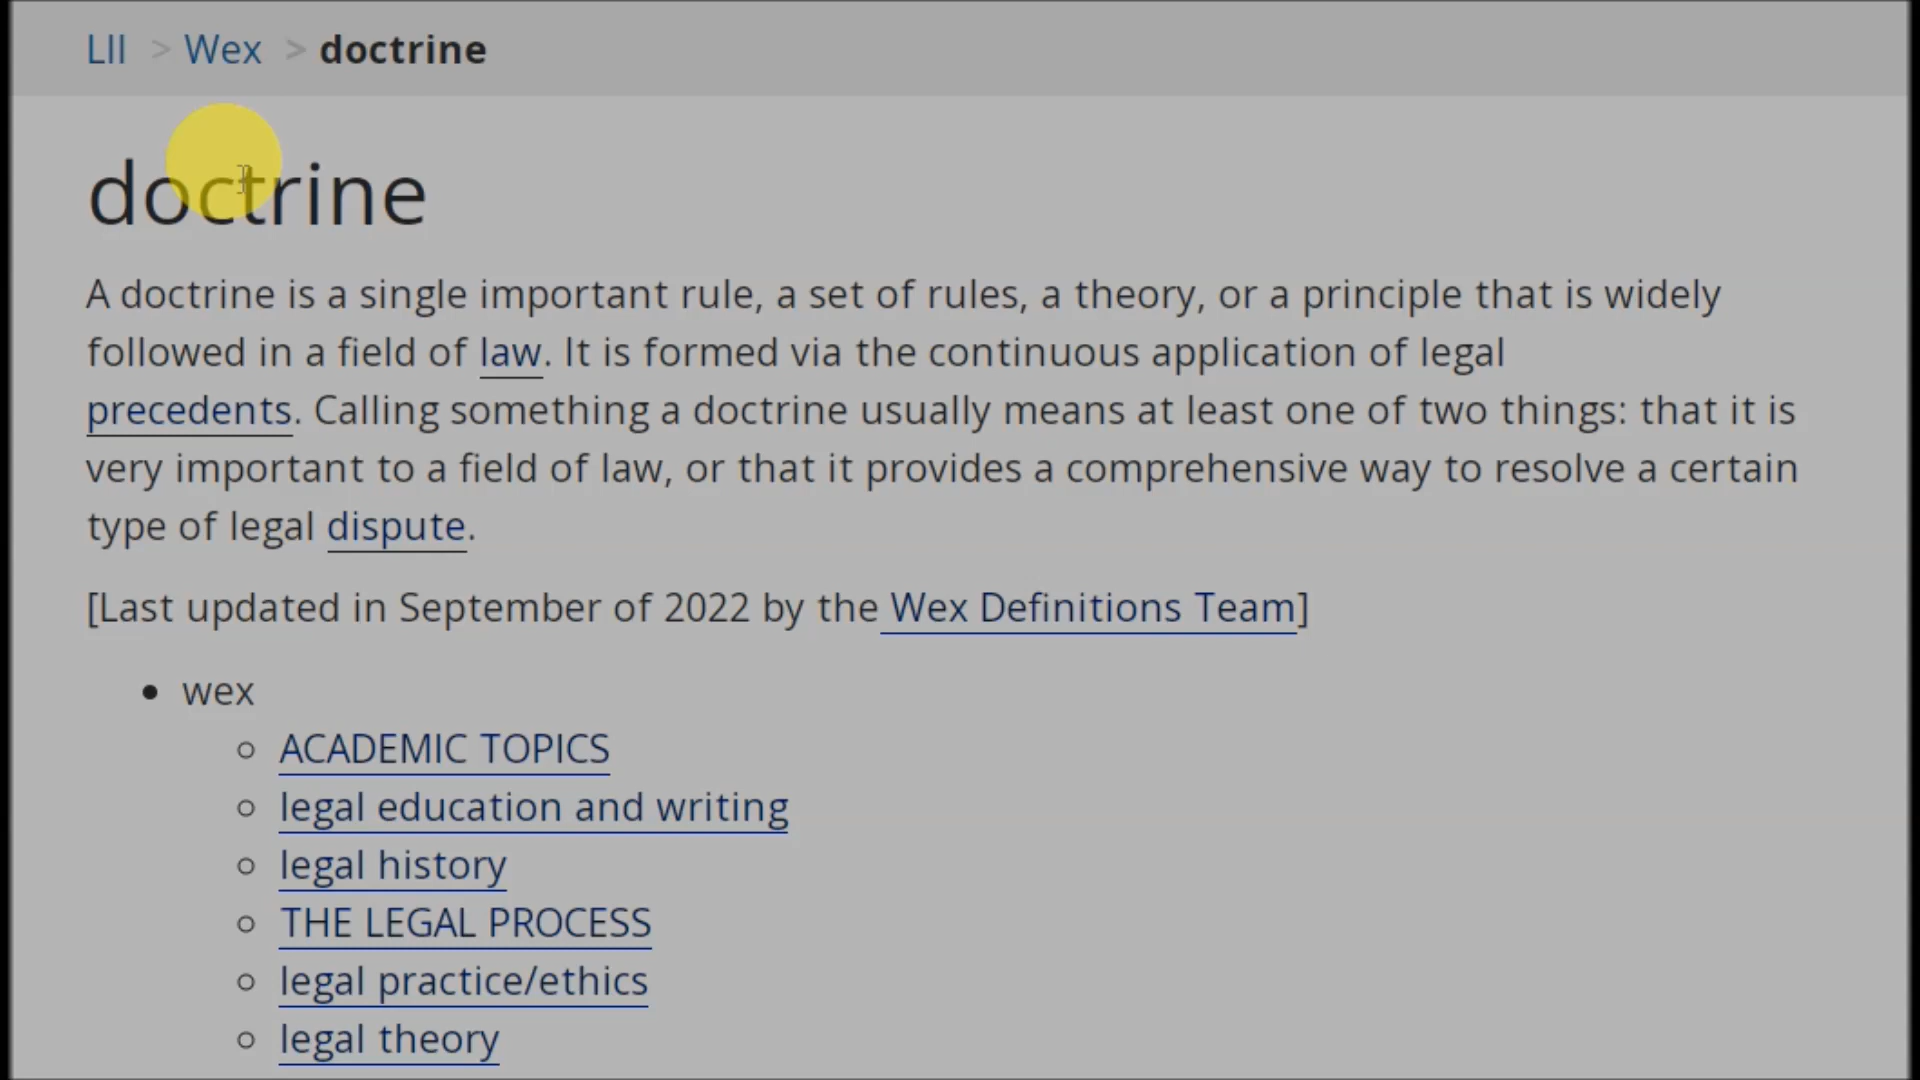 LII > Wex > doctrine
doctrine
A doctrine is a single important rule, a set of rules, a theory, or a principle that is widely
followed in a field of law. It is formed via the continuous application of legal
precedents. Calling something a doctrine usually means at least one of two things: that it is
very important to a field of law, or that it provides a comprehensive way to resolve a certain
type of legal dispute.
[Last updated in September of 2022 by the Wex Definitions Team]
wex
ACADEMIC TOPICS
legal education and writing
legal history
THE LEGAL PROCESS
legal practice/ethics
legal theory